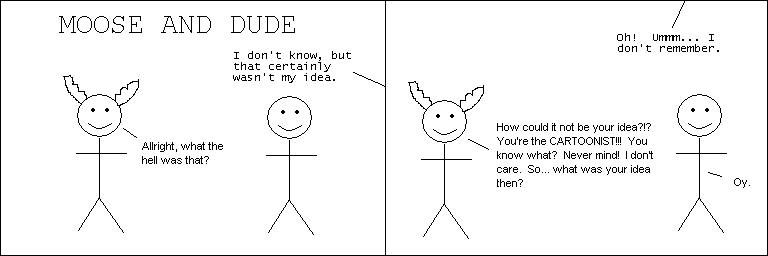 MOOSE AND DUDE
I don't know, but
that certainly
wasn't my idea.
Allright, what the
hell was that?
Oh!  Ummm... I
don't remember.
How could it not be your idea?!?
You're the CARTOONIST!!!  You
know what?  Never mind!  I don't
care.  So... what was your idea
then?
Oy.